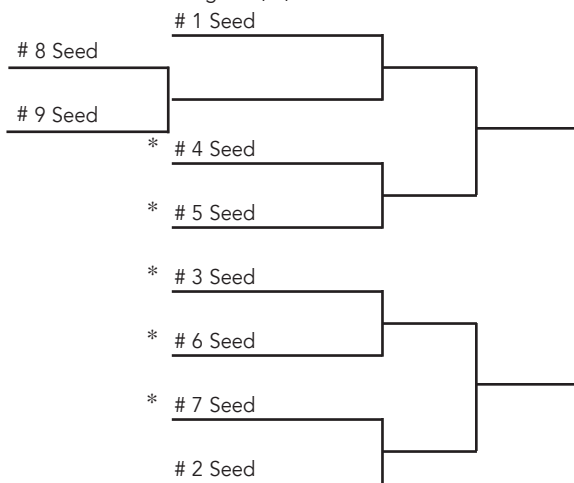 # 1 Seed
# 8 Seed
# 9 Seed
* # 4 Seed
* # 5 Seed
* # 3 Seed
* # 6 Seed
* # 7 Seed
# 2 Seed